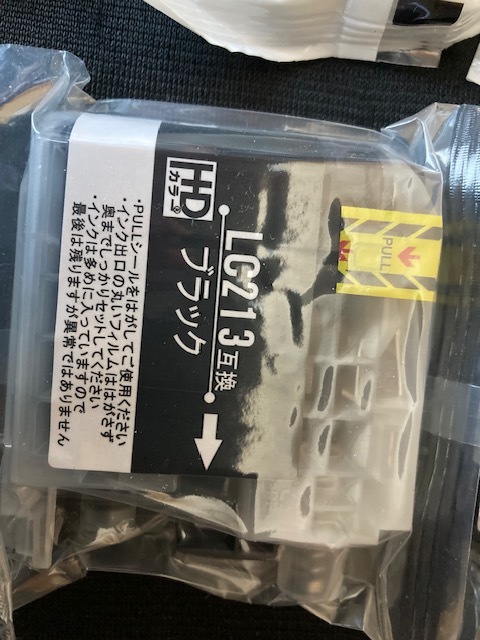 HD
カラー
LC213互換
ブラック
・PULLシールをはがしてご使用ください
・インク出口の丸いフィルムははがさず
奥までしっかりセットしてください
・インクは多めに入っていますので
最後は残りますが異常ではありません
PULL